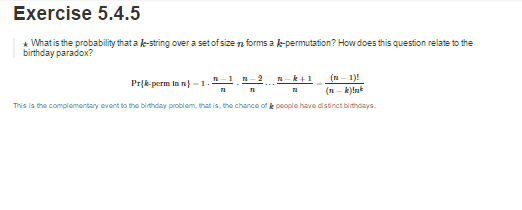 Exercise 5.4.5
★ What is the probability that a k-string over a set of size n forms a k-permutation? How does this question relate to the
birthday paradox?
Pr{k-perm in n} = 1 · (n − 1)/n · (n − 2)/n … (n − k + 1)/n = (n − 1)!/(n − k)!nᵏ
This is the complementary event to the birthday problem, that is, the chance of k people have distinct birthdays.